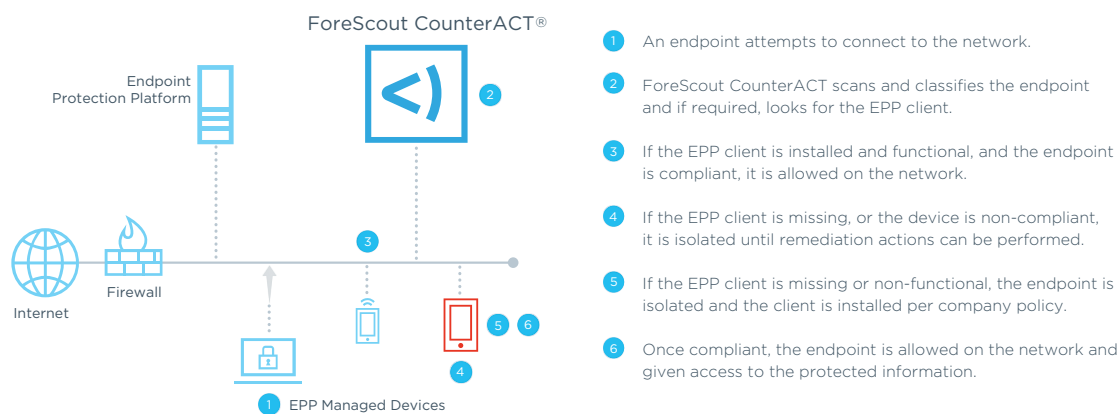 ForeScout CounterACT®
Endpoint
Protection Platform
2
3
Internet
Firewall
5 6
4
1 EPP Managed Devices
1 An endpoint attempts to connect to the network.
2 ForeScout CounterACT scans and classifies the endpoint
and if required, looks for the EPP client.
3 If the EPP client is installed and functional, and the endpoint
is compliant, it is allowed on the network.
4 If the EPP client is missing, or the device is non-compliant,
it is isolated until remediation actions can be performed.
5 If the EPP client is missing or non-functional, the endpoint is
isolated and the client is installed per company policy.
6 Once compliant, the endpoint is allowed on the network and
given access to the protected information.